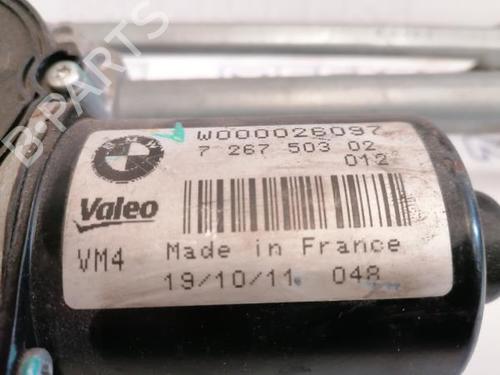 B-PARTS
BMW
W000026097
7 267 503 02
012
Valeo
VM4
Made in France
19/10/11 048